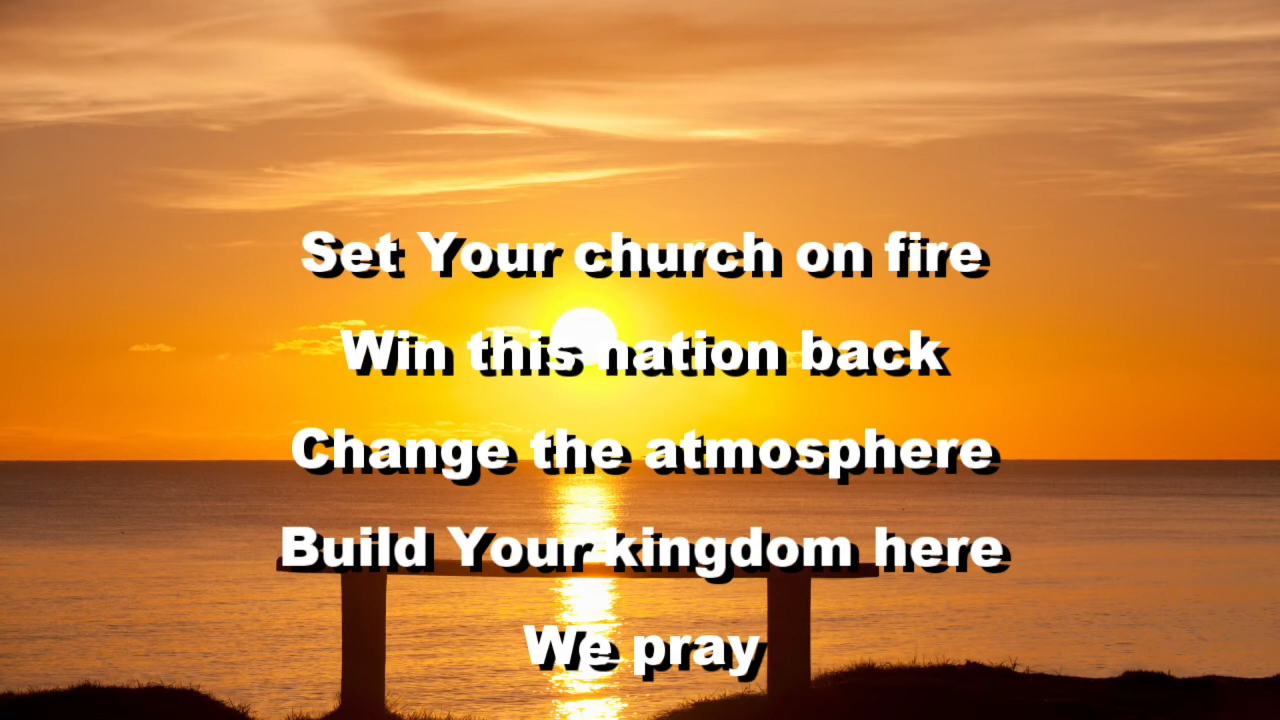 Set Your church on fire
Win this nation back
Change the atmosphere
Build Your kingdom here
We pray